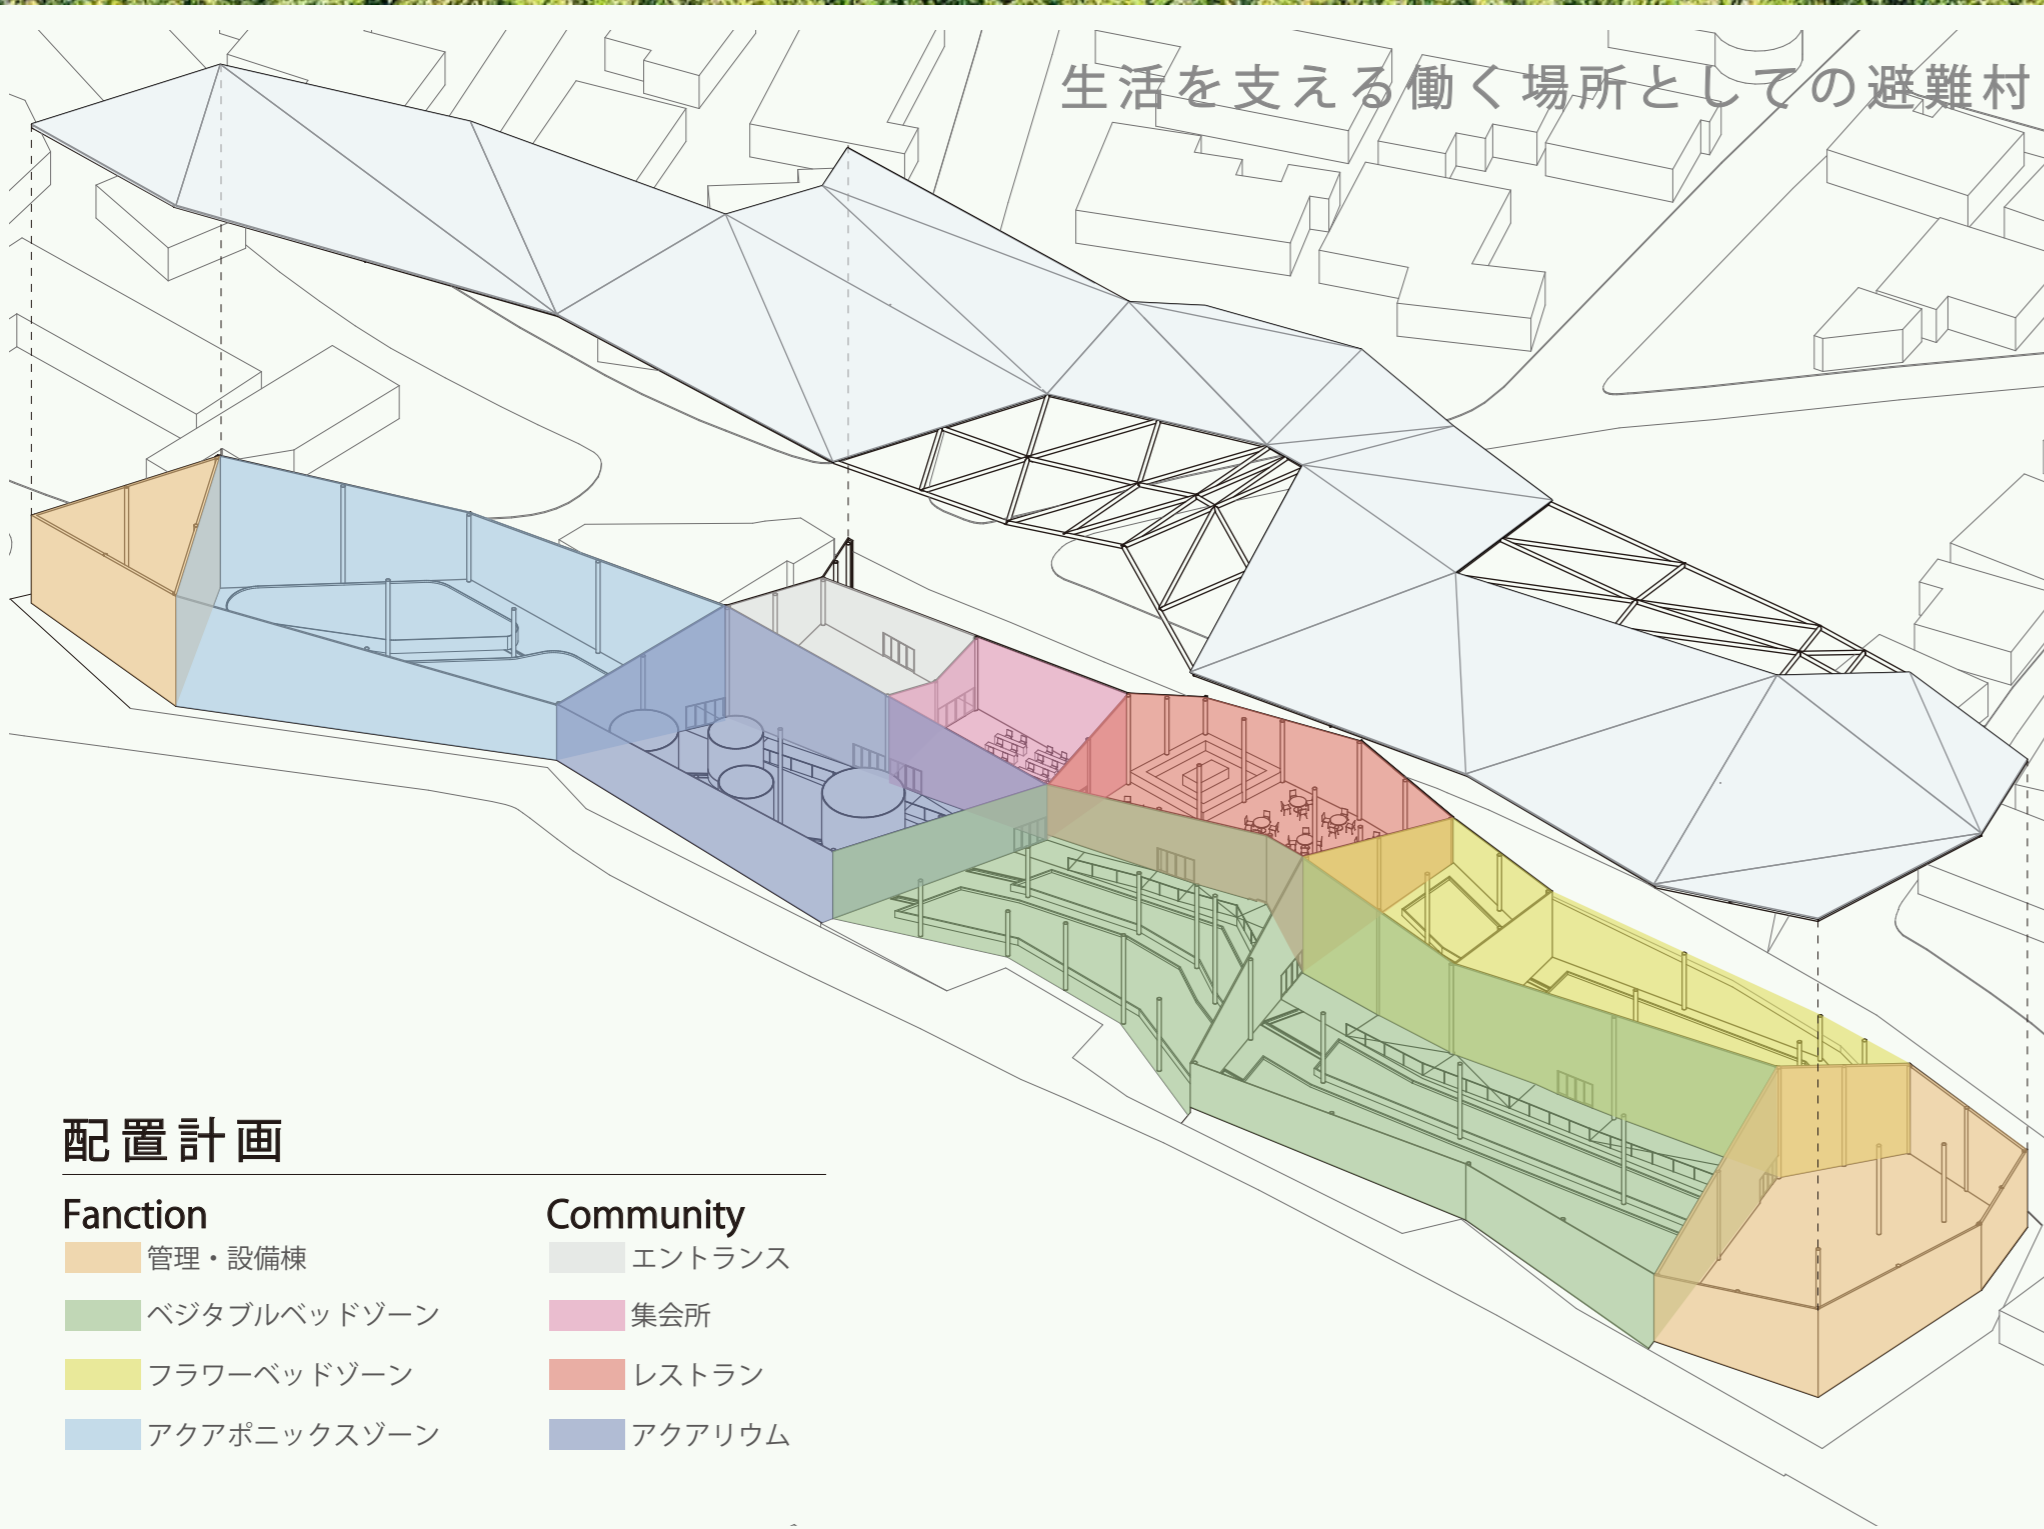 生活を支える働く場所としての避難村
配置計画
Fanction
管理・設備棟
ベジタブルベッドゾーン
フラワーベッドゾーン
アクアポニックスゾーン
Community
エントランス
集会所
レストラン
アクアリウム